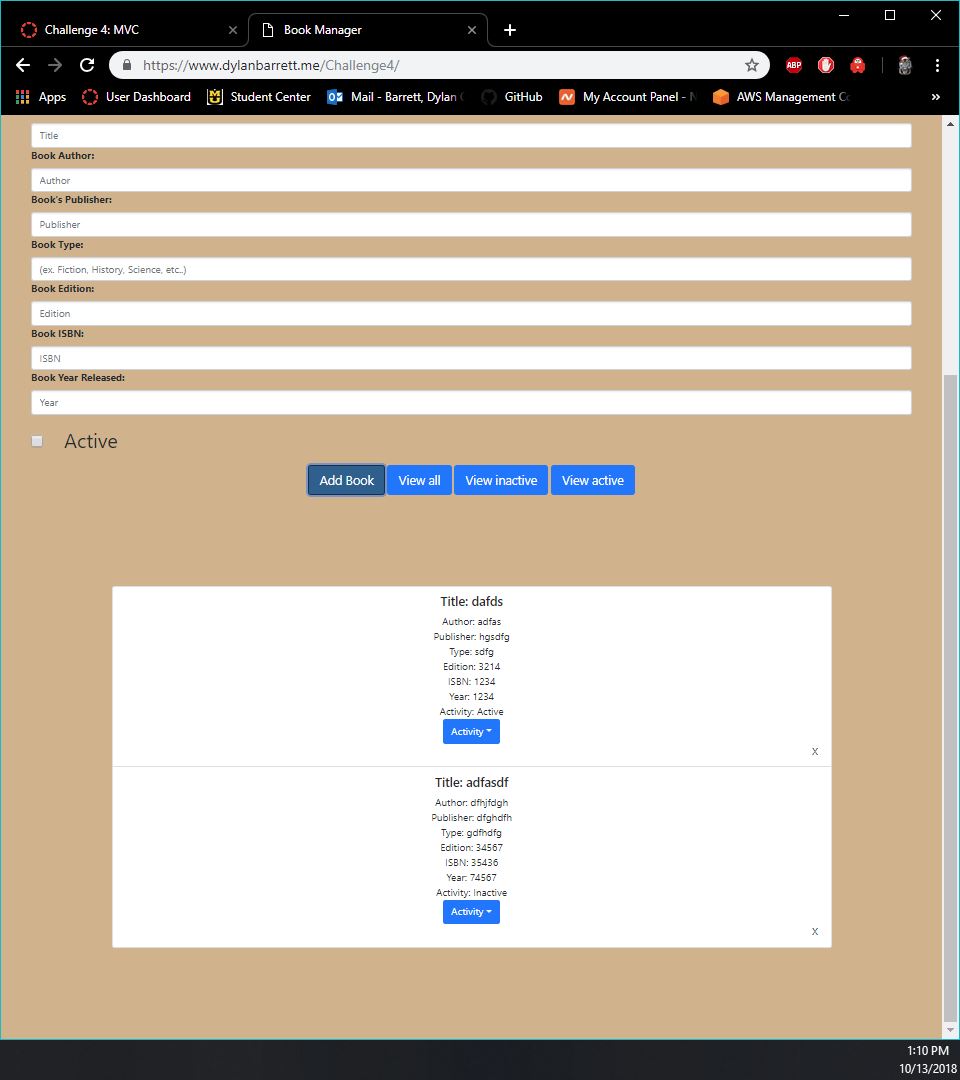 Challenge 4: MVC
Book Manager
https://www.dylanbarrett.me/Challenge4/
ABP
Apps User Dashboard Student Center Mail - Barrett, Dylan GitHub My Account Panel - AWS Management »
Title
Book Author:
Author
Book's Publisher:
Publisher
Book Type:
(ex. Fiction, History, Science, etc..)
Book Edition:
Edition
Book ISBN:
ISBN
Book Year Released:
Year
Active
Add Book View all View inactive View active
Title: dafds
Author: adfas
Publisher: hgsdfg
Type: sdfg
Edition: 3214
ISBN: 1234
Year: 1234
Activity: Active
Activity
X
Title: adfasdf
Author: dfhjfdgh
Publisher: dfghdfh
Type: gdfhdfg
Edition: 34567
ISBN: 35436
Year: 74567
Activity: Inactive
Activity
X
1:10 PM
10/13/2018